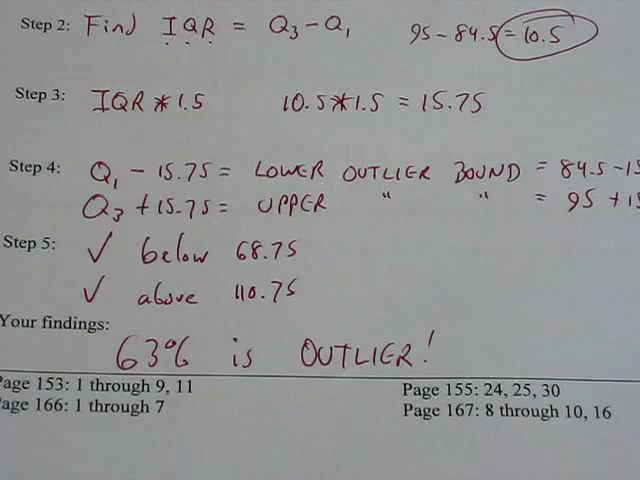 Step 2: Find IQR = Q3 - Q1 95 - 84.5 = 10.5
Step 3: IQR * 1.5 10.5 * 1.5 = 15.75
Step 4: Q1 - 15.75 = LOWER OUTLIER BOUND = 84.5 - 15
Q3 + 15.75 = UPPER " " = 95 + 15
Step 5: ✓ below 68.75
✓ above 110.75
Your findings:
63% is OUTLIER!
Page 153: 1 through 9, 11 Page 155: 24, 25, 30
Page 166: 1 through 7 Page 167: 8 through 10, 16